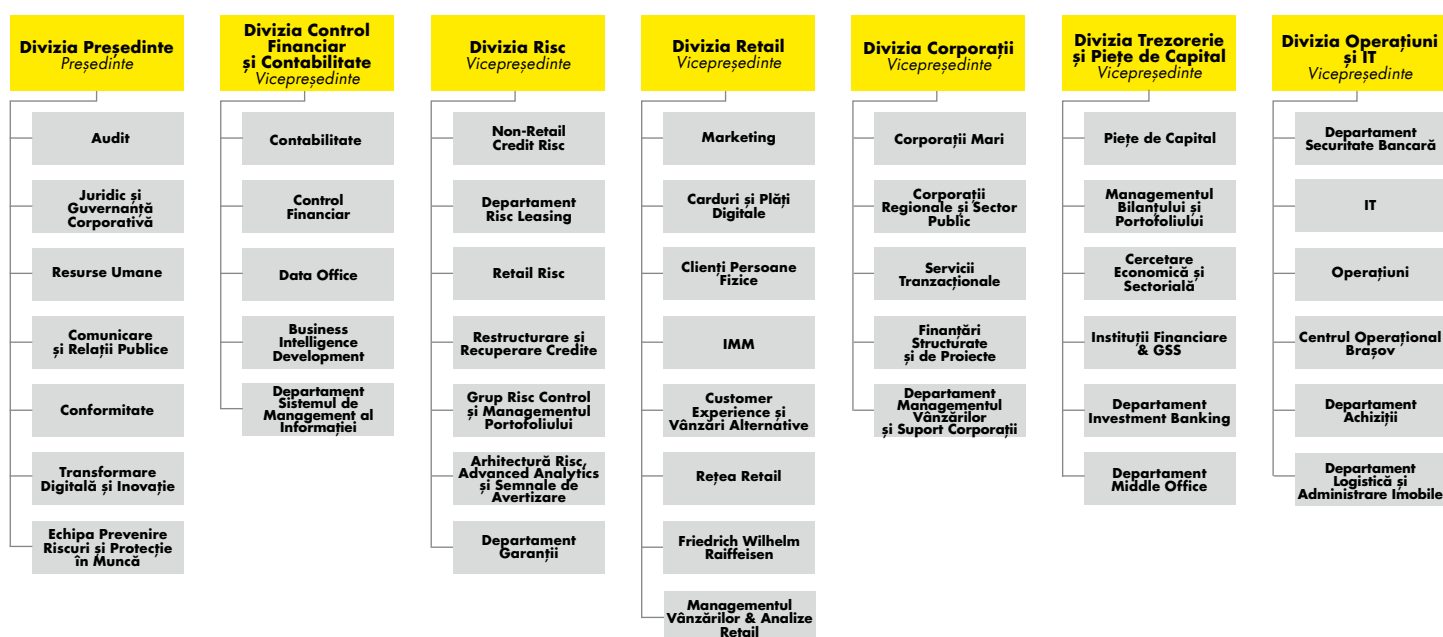 Divizia Președinte
Președinte
Audit
Juridic și
Guvernanță
Corporativă
Resurse Umane
Comunicare
și Relații Publice
Conformitate
Transformare
Digitală și Inovație
Echipa Prevenire
Riscuri și Protecție
în Muncă
Divizia Control
Financiar
și Contabilitate
Vicepreședinte
Contabilitate
Control
Financiar
Data Office
Business
Intelligence
Development
Departament
Sistemul de
Management al
Informației
Divizia Risc
Vicepreședinte
Non-Retail
Credit Risc
Departament
Risc Leasing
Retail Risc
Restructurare și
Recuperare Credite
Grup Risc Control
și Managementul
Portofoliului
Arhitectură Risc,
Advanced Analytics
și Semnale de
Avertizare
Departament
Garanții
Divizia Retail
Vicepreședinte
Marketing
Carduri și Plăți
Digitale
Clienți Persoane
Fizice
IMM
Customer
Experience și
Vânzări Alternative
Rețea Retail
Friedrich Wilhelm
Raiffeisen
Managementul
Vânzărilor & Analize
Retail
Divizia Corporații
Vicepreședinte
Corporații Mari
Corporații
Regionale și Sector
Public
Servicii
Tranzacționale
Finanțări
Structurate
și de Proiecte
Departament
Managementul
Vânzărilor
și Suport Corporații
Divizia Trezorerie
și Piețe de Capital
Vicepreședinte
Piețe de Capital
Managementul
Bilanțului și
Portofoliului
Cercetare
Economică și
Sectorială
Instituții Financiare
& GSS
Departament
Investment Banking
Departament
Middle Office
Divizia Operațiuni
și IT
Vicepreședinte
Departament
Securitate Bancară
IT
Operațiuni
Centrul Operațional
Brașov
Departament
Achiziții
Departament
Logistică și
Administrare Imobile